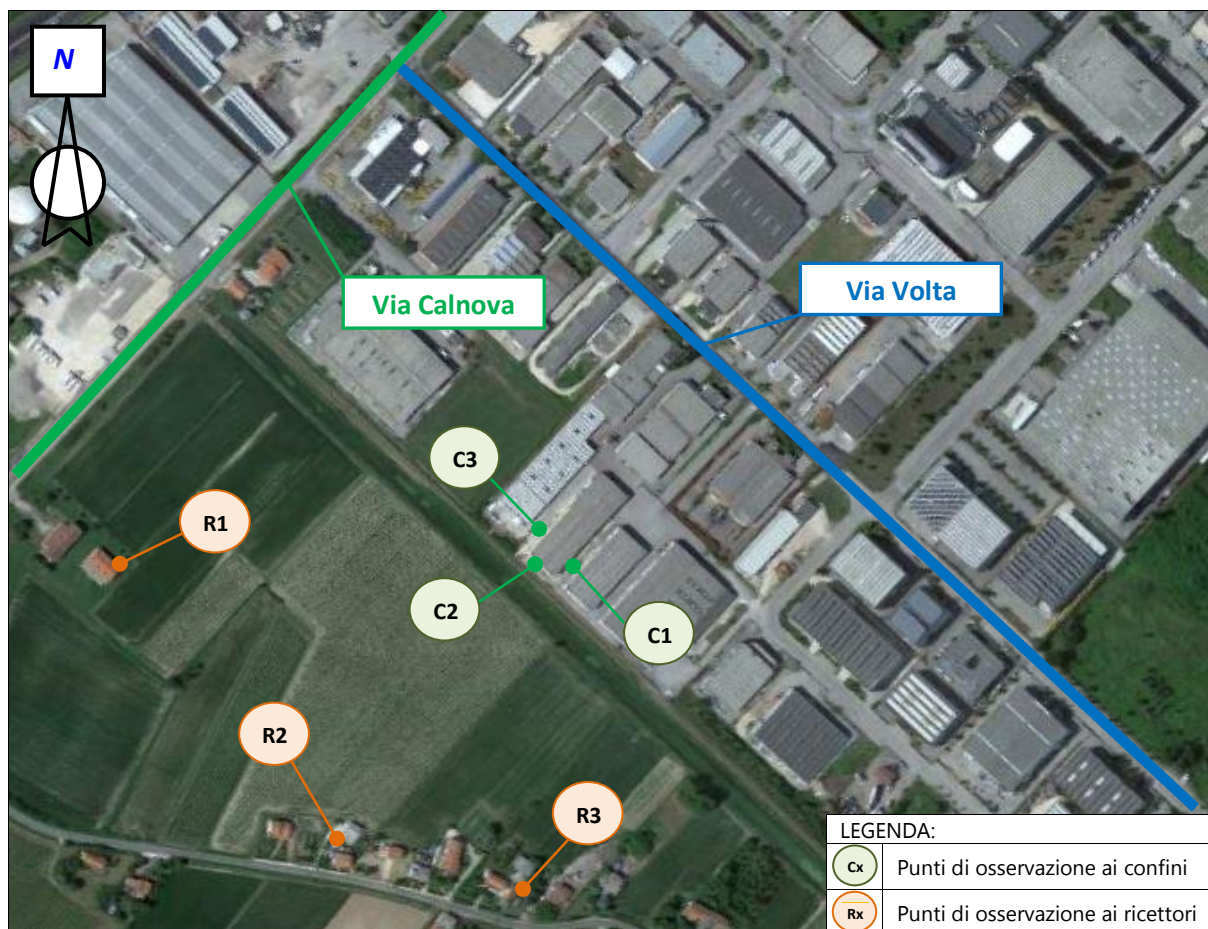 N
Via Calnova
Via Volta
C3
R1
C2
C1
R2
R3
LEGENDA:
Cx Punti di osservazione ai confini
Rx Punti di osservazione ai ricettori